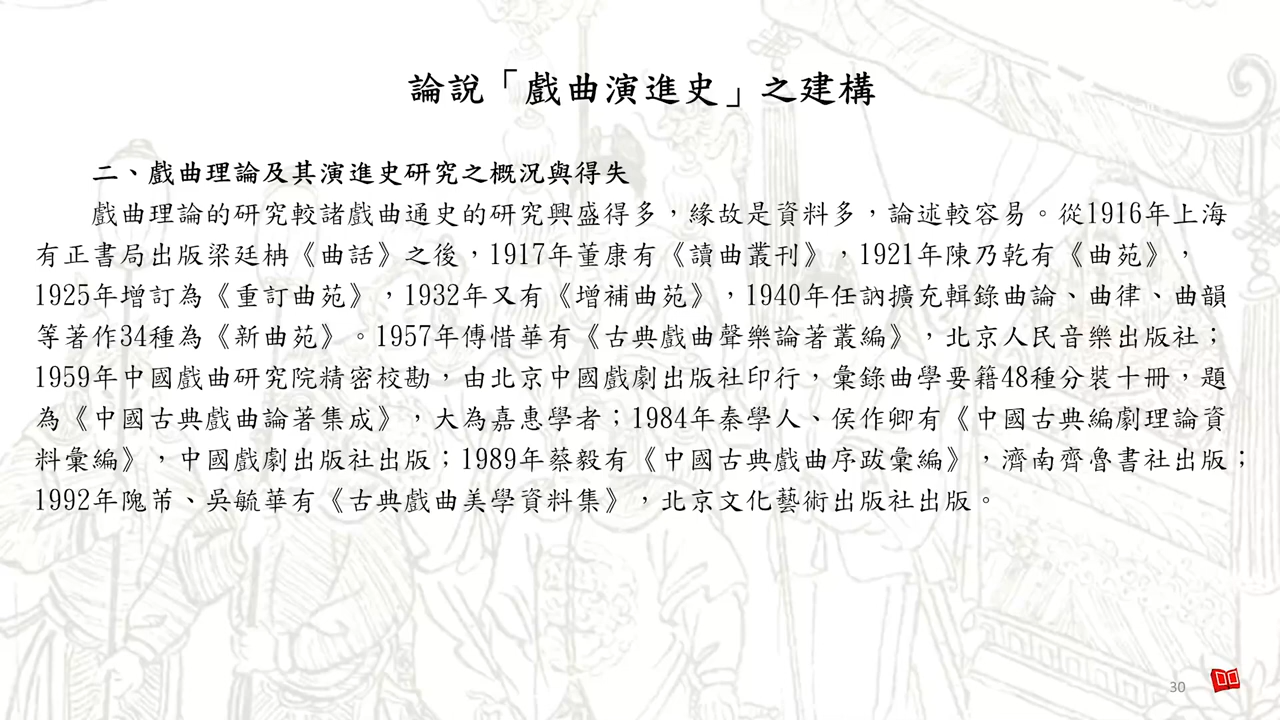 論說「戲曲演進史」之建構
二、戲曲理論及其演進史研究之概況與得失
戲曲理論的研究較諸戲曲通史的研究興盛得多，緣故是資料多，論述較容易。從1916年上海
有正書局出版梁廷枏《曲話》之後，1917年董康有《讀曲叢刊》，1921年陳乃乾有《曲苑》，
1925年增訂為《重訂曲苑》，1932年又有《增補曲苑》，1940年任訥擴充輯錄曲論、曲律、曲韻
等著作34種為《新曲苑》。1957年傅惜華有《古典戲曲聲樂論著叢編》，北京人民音樂出版社；
1959年中國戲曲研究院精密校勘，由北京中國戲劇出版社印行，彙錄曲學要籍48種分裝十冊，題
為《中國古典戲曲論著集成》，大為嘉惠學者；1984年秦學人、侯作卿有《中國古典編劇理論資
料彙編》，中國戲劇出版社出版；1989年蔡毅有《中國古典戲曲序跋彙編》，濟南齊魯書社出版；
1992年隗芾、吳毓華有《古典戲曲美學資料集》，北京文化藝術出版社出版。
30